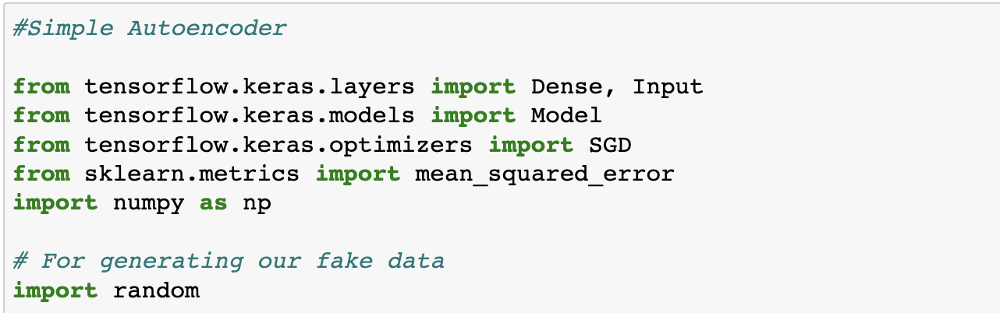 #Simple Autoencoder
from tensorflow.keras.layers import Dense, Input
from tensorflow.keras.models import Model
from tensorflow.keras.optimizers import SGD
from sklearn.metrics import mean_squared_error
import numpy as np
# For generating our fake data
import random